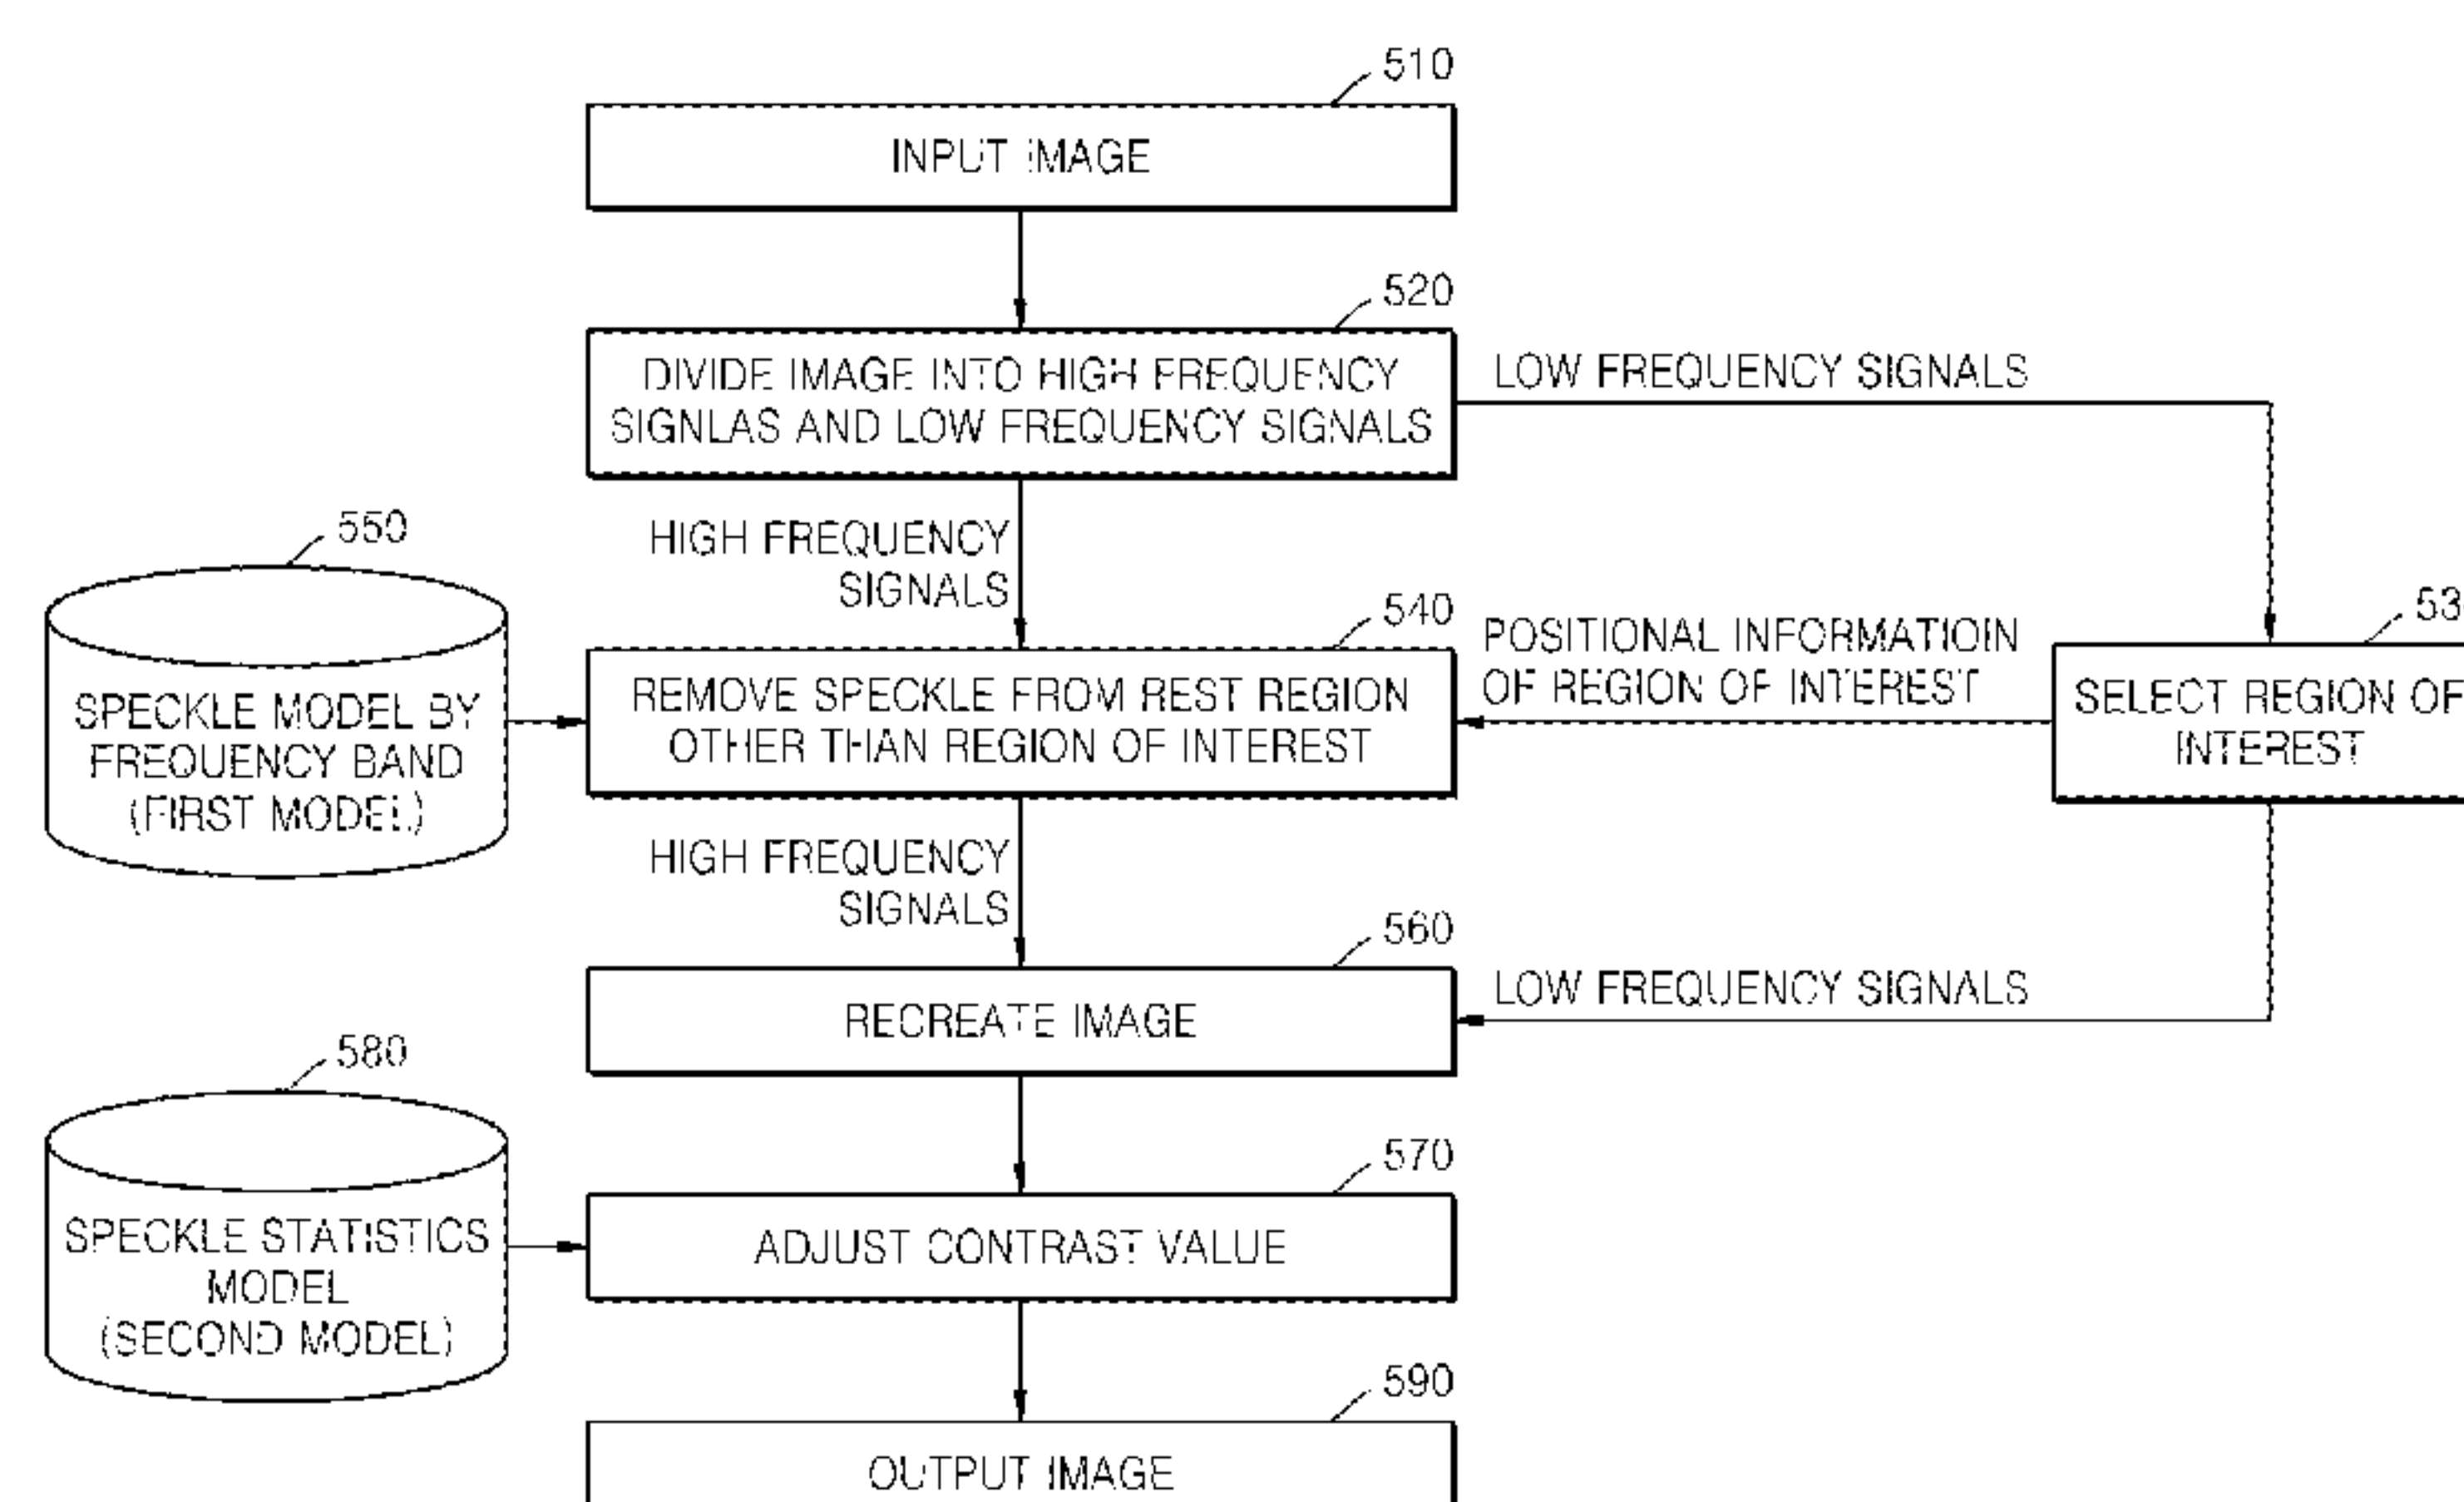 510
INPUT IMAGE
520
DIVIDE IMAGE INTO HIGH FREQUENCY
SIGNLAS AND LOW FREQUENCY SIGNALS
LOW FREQUENCY SIGNALS
HIGH FREQUENCY
SIGNALS
550
SPECKLE MODEL BY
FREQUENCY BAND
(FIRST MODEL)
540
REMOVE SPECKLE FROM REST REGION
OTHER THAN REGION OF INTEREST
POSITIONAL INFORMATIOIN
OF REGION OF INTEREST
53
SELECT REGION OF
INTEREST
HIGH FREQUENCY
SIGNALS
560
RECREATE IMAGE
LOW FREQUENCY SIGNALS
580
SPECKLE STATISTICS
MODEL
(SECOND MODEL)
570
ADJUST CONTRAST VALUE
590
OUTPUT IMAGE